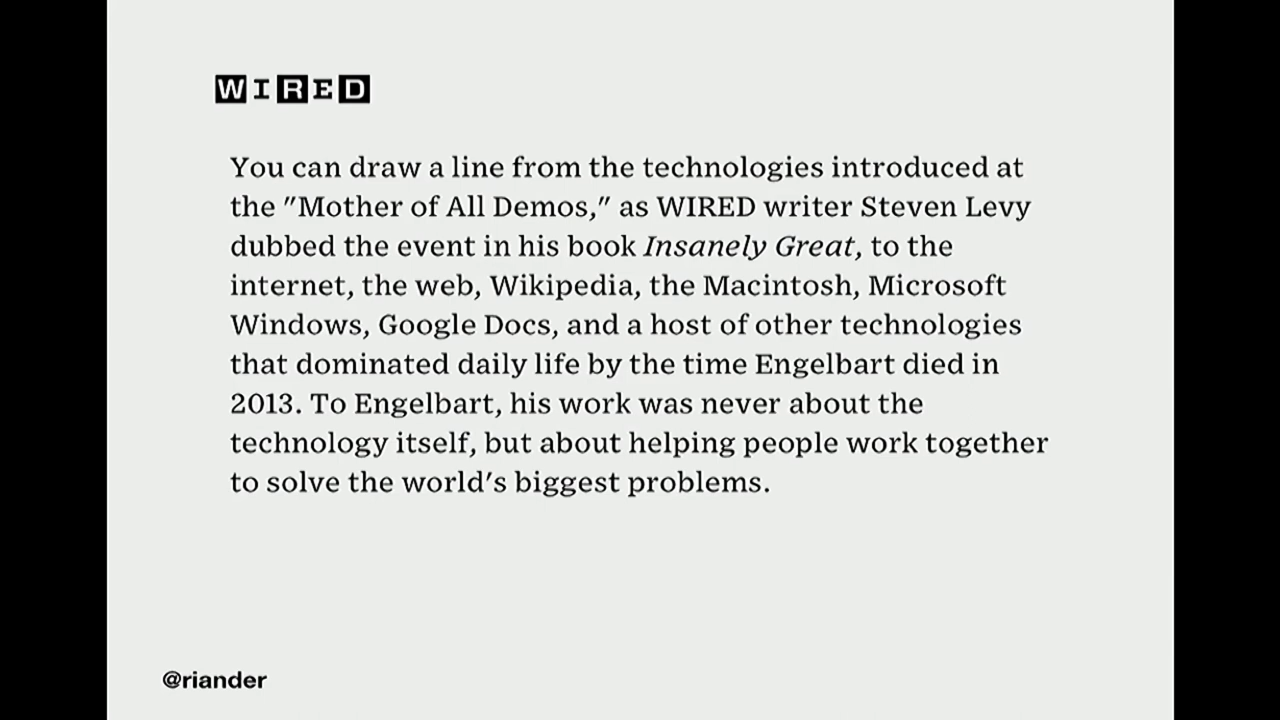 WIRED
You can draw a line from the technologies introduced at
the "Mother of All Demos," as WIRED writer Steven Levy
dubbed the event in his book Insanely Great, to the
internet, the web, Wikipedia, the Macintosh, Microsoft
Windows, Google Docs, and a host of other technologies
that dominated daily life by the time Engelbart died in
2013. To Engelbart, his work was never about the
technology itself, but about helping people work together
to solve the world's biggest problems.
@riander